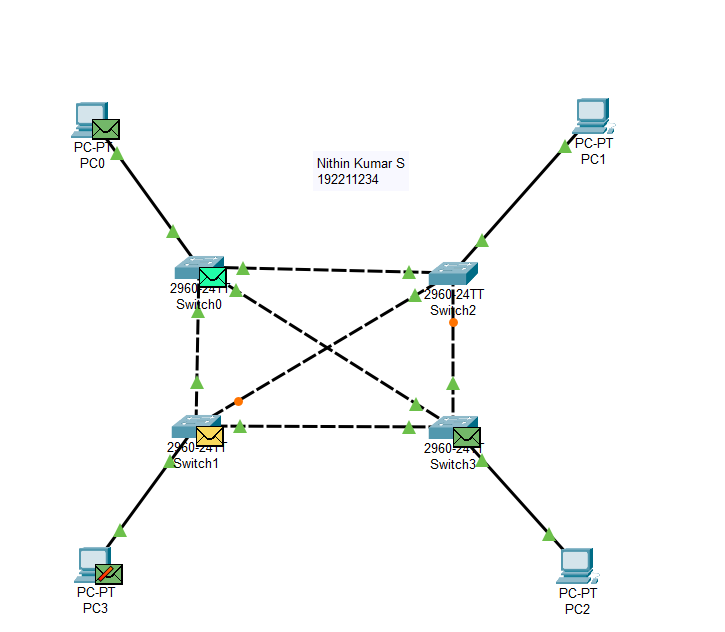 PC-PT
PC0
PC-PT
PC1
Nithin Kumar S
192211234
2960-24TT
Switch0
2960-24TT
Switch2
2960-24TT
Switch1
2960-24TT
Switch3
PC-PT
PC3
PC-PT
PC2